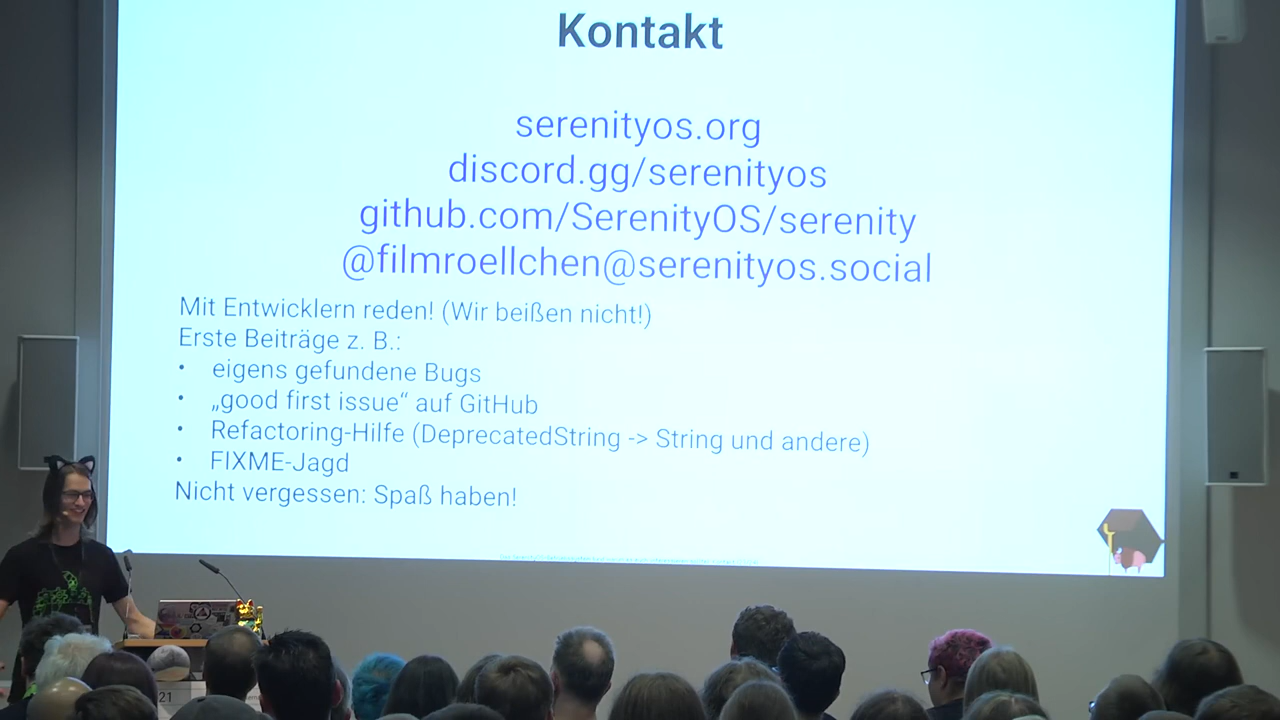 Kontakt
serenityos.org
discord.gg/serenityos
github.com/SerenityOS/serenity
@filmroellchen@serenityos.social
Mit Entwicklern reden! (Wir beißen nicht!)
Erste Beiträge z. B.:
• eigens gefundene Bugs
• „good first issue“ auf GitHub
• Refactoring-Hilfe (DeprecatedString -> String und andere)
• FIXME-Jagd
Nicht vergessen: Spaß haben!
21